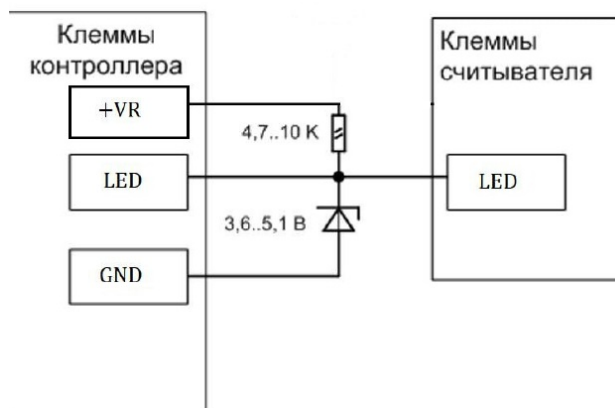 Клеммы
контроллера
+VR
4,7..10 K
LED
3,6..5,1 В
GND
Клеммы
считывателя
LED